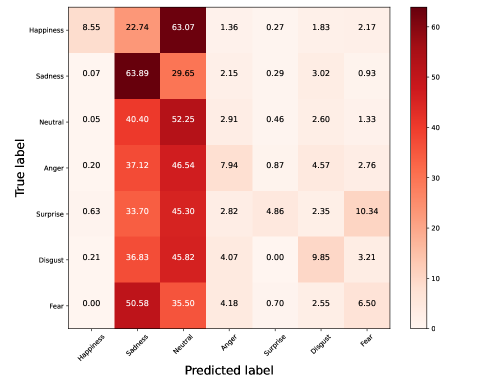 Happiness 8.55 22.74 63.07 1.36 0.27 1.83 2.17
Sadness 0.07 63.89 29.65 2.15 0.29 3.02 0.93
Neutral 0.05 40.40 52.25 2.91 0.46 2.60 1.33
Anger 0.20 37.12 46.54 7.94 0.87 4.57 2.76
Surprise 0.63 33.70 45.30 2.82 4.86 2.35 10.34
Disgust 0.21 36.83 45.82 4.07 0.00 9.85 3.21
Fear 0.00 50.58 35.50 4.18 0.70 2.55 6.50
Happiness Sadness Neutral Anger Surprise Disgust Fear
Predicted label
True label
60
50
40
30
20
10
0